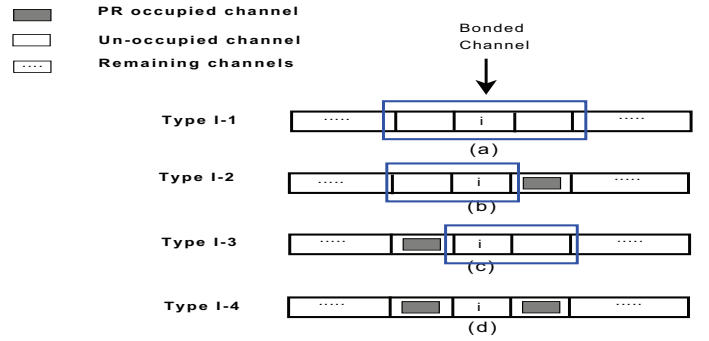 PR occupied channel
Un-occupied channel
.... Remaining channels
Bonded
Channel
Type I-1 ..... i .....
(a)
Type I-2 ..... i .....
(b)
Type I-3 ..... i .....
(c)
Type I-4 ..... i .....
(d)